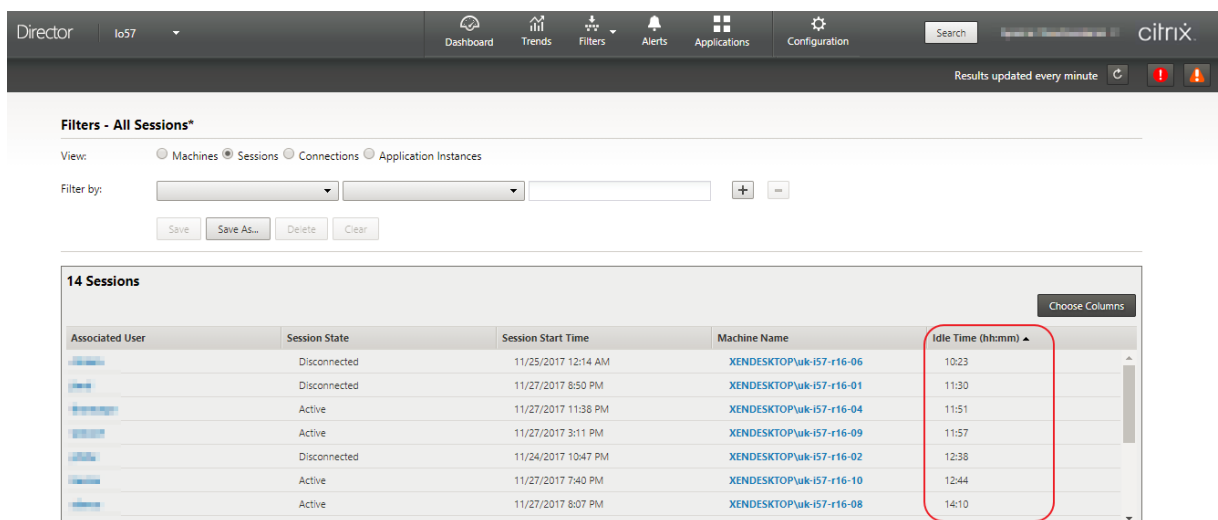 Director lo57 Dashboard Trends Filters Alerts Applications Configuration Search citrix
Results updated every minute
Filters - All Sessions*
View: Machines Sessions Connections Application Instances
Filter by:
Save Save As... Delete Clear
14 Sessions
Choose Columns
Associated User Session State Session Start Time Machine Name Idle Time (hh:mm)
Disconnected 11/25/2017 12:14 AM XENDESKTOP\uk-i57-r16-06 10:23
Disconnected 11/27/2017 8:50 PM XENDESKTOP\uk-i57-r16-01 11:30
Active 11/27/2017 11:38 PM XENDESKTOP\uk-i57-r16-04 11:51
Active 11/27/2017 3:11 PM XENDESKTOP\uk-i57-r16-09 11:57
Disconnected 11/24/2017 10:47 PM XENDESKTOP\uk-i57-r16-02 12:38
Active 11/27/2017 7:40 PM XENDESKTOP\uk-i57-r16-10 12:44
Active 11/27/2017 8:07 PM XENDESKTOP\uk-i57-r16-08 14:10